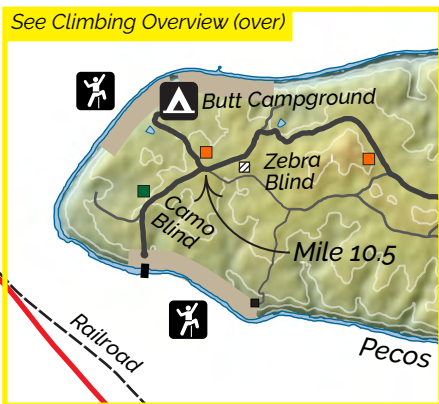 See Climbing Overview (over)
Butt Campground
Zebra
Blind
Camo
Blind
Mile 10.5
Railroad
Pecos